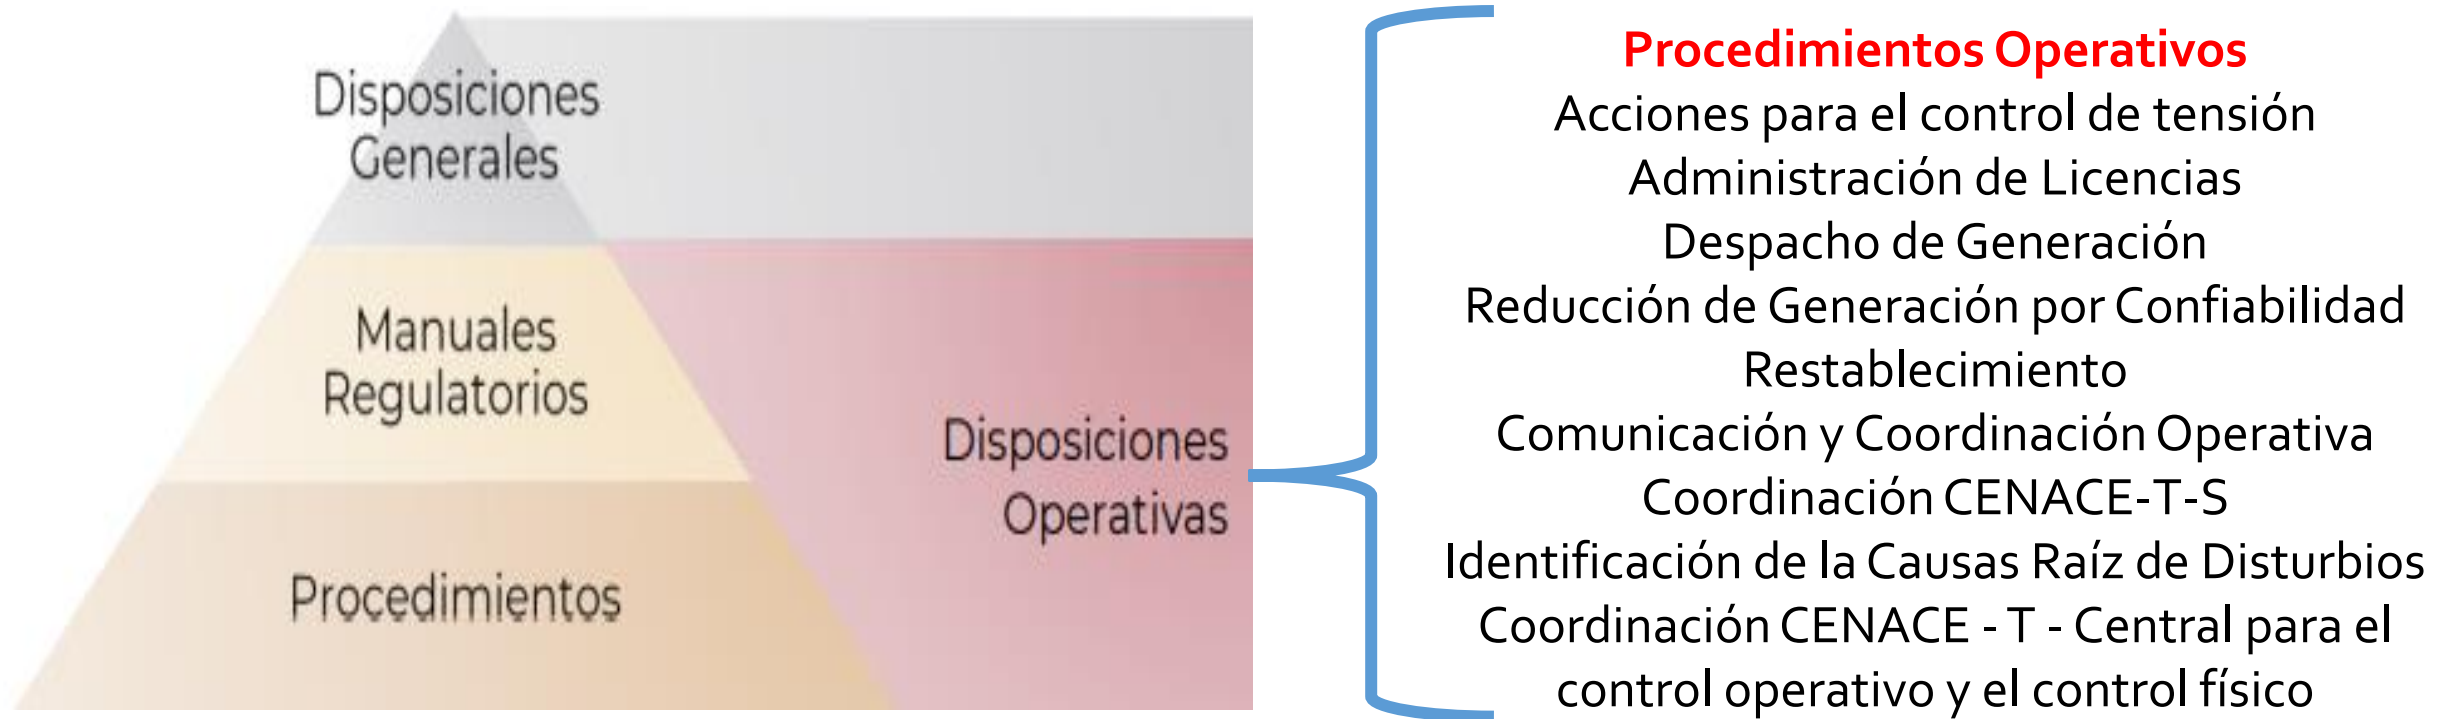 Disposiciones
Generales
Manuales
Regulatorios
Procedimientos
Disposiciones
Operativas
Procedimientos Operativos
Acciones para el control de tensión
Administración de Licencias
Despacho de Generación
Reducción de Generación por Confiabilidad
Restablecimiento
Comunicación y Coordinación Operativa
Coordinación CENACE-T-S
Identificación de la Causas Raíz de Disturbios
Coordinación CENACE - T - Central para el
control operativo y el control físico